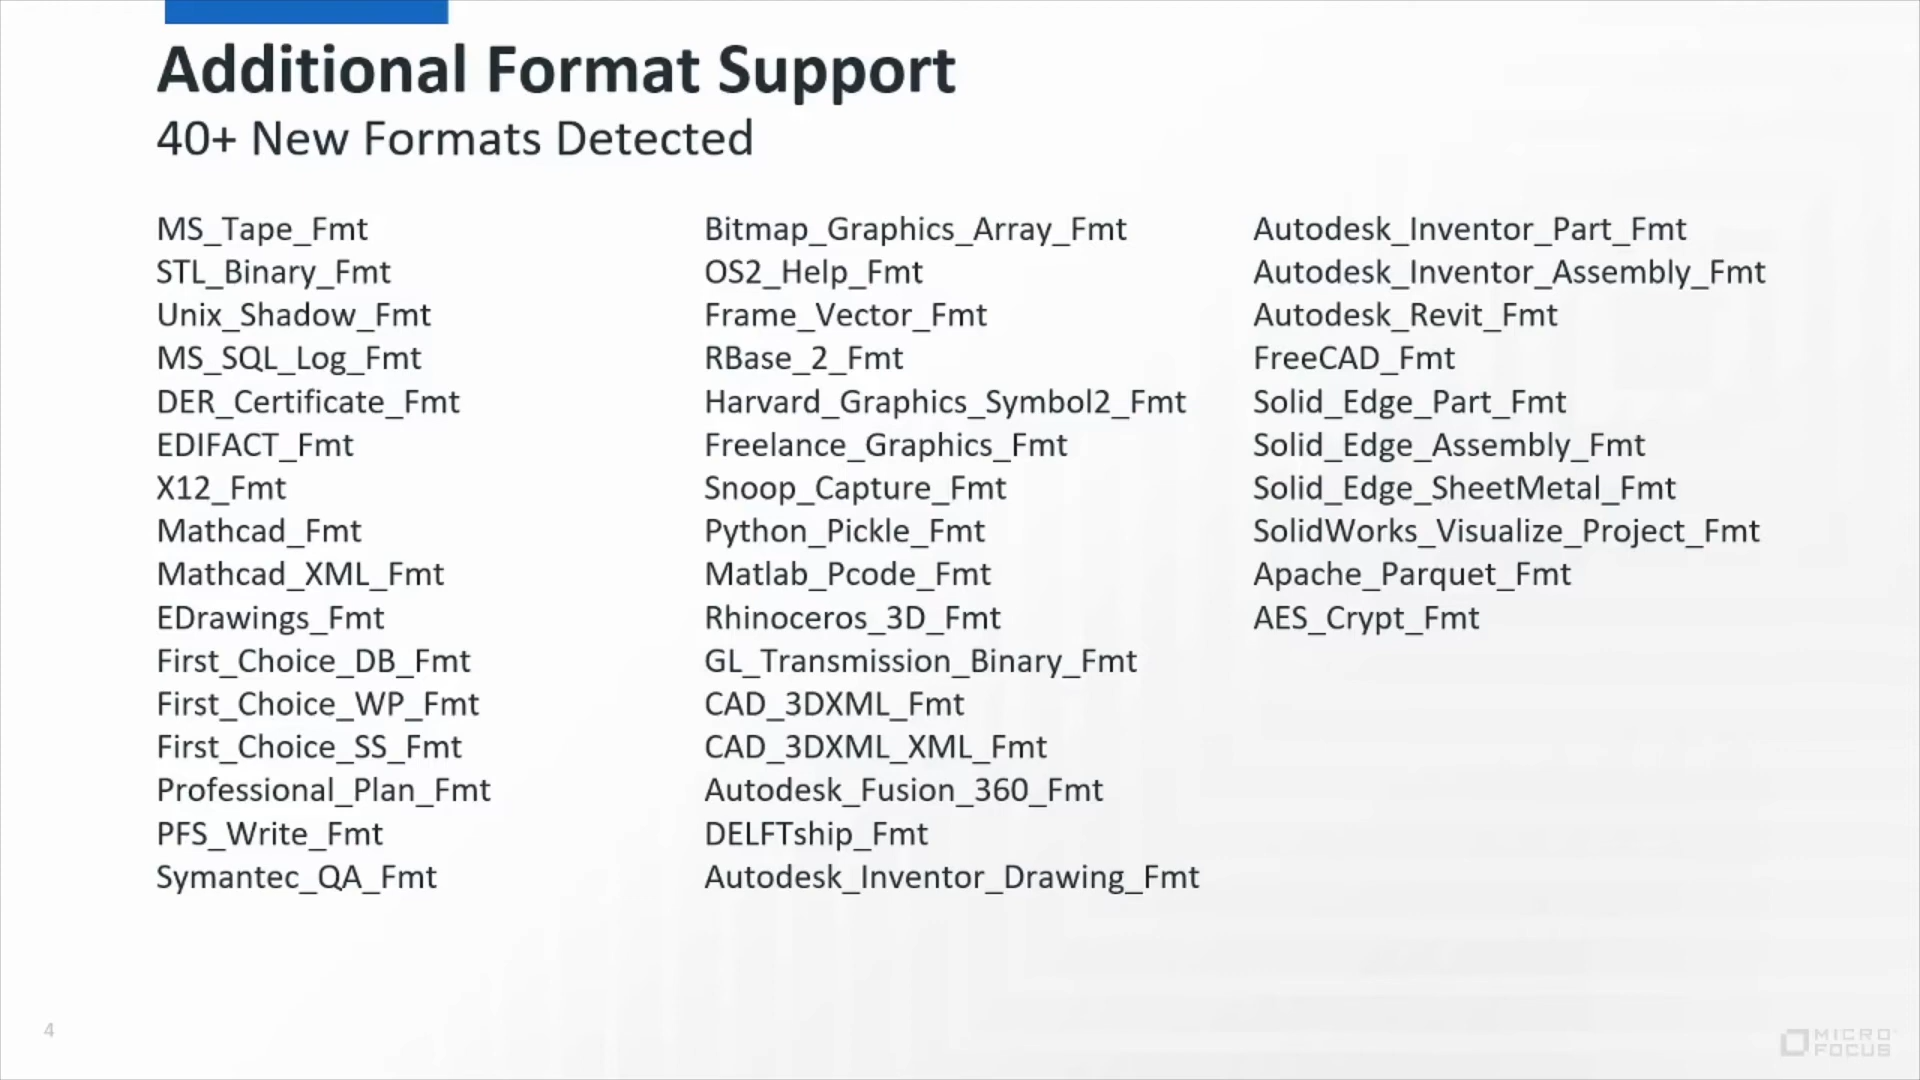 Additional Format Support
40+ New Formats Detected
MS_Tape_Fmt
STL_Binary_Fmt
Unix_Shadow_Fmt
MS_SQL_Log_Fmt
DER_Certificate_Fmt
EDIFACT_Fmt
X12_Fmt
Mathcad_Fmt
Mathcad_XML_Fmt
EDrawings_Fmt
First_Choice_DB_Fmt
First_Choice_WP_Fmt
First_Choice_SS_Fmt
Professional_Plan_Fmt
PFS_Write_Fmt
Symantec_QA_Fmt
Bitmap_Graphics_Array_Fmt
OS2_Help_Fmt
Frame_Vector_Fmt
RBase_2_Fmt
Harvard_Graphics_Symbol2_Fmt
Freelance_Graphics_Fmt
Snoop_Capture_Fmt
Python_Pickle_Fmt
Matlab_Pcode_Fmt
Rhinoceros_3D_Fmt
GL_Transmission_Binary_Fmt
CAD_3DXML_Fmt
CAD_3DXML_XML_Fmt
Autodesk_Fusion_360_Fmt
DELFTship_Fmt
Autodesk_Inventor_Drawing_Fmt
Autodesk_Inventor_Part_Fmt
Autodesk_Inventor_Assembly_Fmt
Autodesk_Revit_Fmt
FreeCAD_Fmt
Solid_Edge_Part_Fmt
Solid_Edge_Assembly_Fmt
Solid_Edge_SheetMetal_Fmt
SolidWorks_Visualize_Project_Fmt
Apache_Parquet_Fmt
AES_Crypt_Fmt
4
MICRO
FOCUS